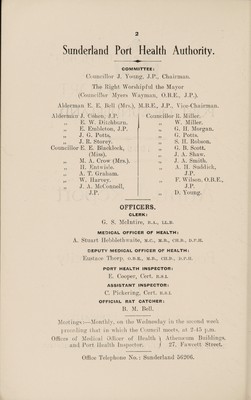 2
Sunderland Port Health Authority.
COMMITTEE:
Councillor J. Young, J.P., Chairman.
The Right Worshipful the Mayor
(Councillor Myers Wayman, O.B.E., J.P.).
Alderman E. E. Bell (Mrs.), M.B.E., J.P., Vice-Chairman.
Alderman J. Cohen, J.P.
„ E. W. Ditchburn.
„ E. Embleton, J.P.
„ J. G. Potts.
„ J. R. Storey.
Councillor E. E. Blacklock, (Miss).
„ M. A. Crow (Mrs.)
„ H. Entwisle.
„ A. T. Graham.
„ W. Harvey.
„ J. A. McConnell, J.P.
Councillor R. Miller.
„ W. Miller.
„ G. H. Morgan.
„ G. Potts.
„ S. H. Robson.
„ G. R. Scott.
„ J. A. Shaw.
„ J. A. Smith.
„ A. H. Suddick, J.P.
„ F. Wilson, O.B.E., J.P.
„ D. Young.
OFFICERS.
CLERK:
G. S. McIntire, B.A., LL.B.
MEDICAL OFFICER OF HEALTH:
A. Stuart Hebblethwaite, M.C., M.B., CH.B., D.P.H.
DEPUTY MEDICAL OFFICER OF HEALTH:
Eustace Thorp, O.B.E., M.B., CH.B., D.P.H.
PORT HEALTH INSPECTOR:
E. Cooper, Cert. R.S.I.
ASSISTANT INSPECTOR:
C. Pickering, Cert. R.S.I.
OFFICIAL RAT CATCHER:
R. M. Bell.
Meetings—Monthly, on the Wednesday in the second week
preceding that in which the Council meets, at 2.45 p.m.
Offices of Medical Officer of Health } Athenæum Buildings,
and Port Health Inspector. } 27, Fawcett Street.
Office Telephone No.: Sunderland 56206.